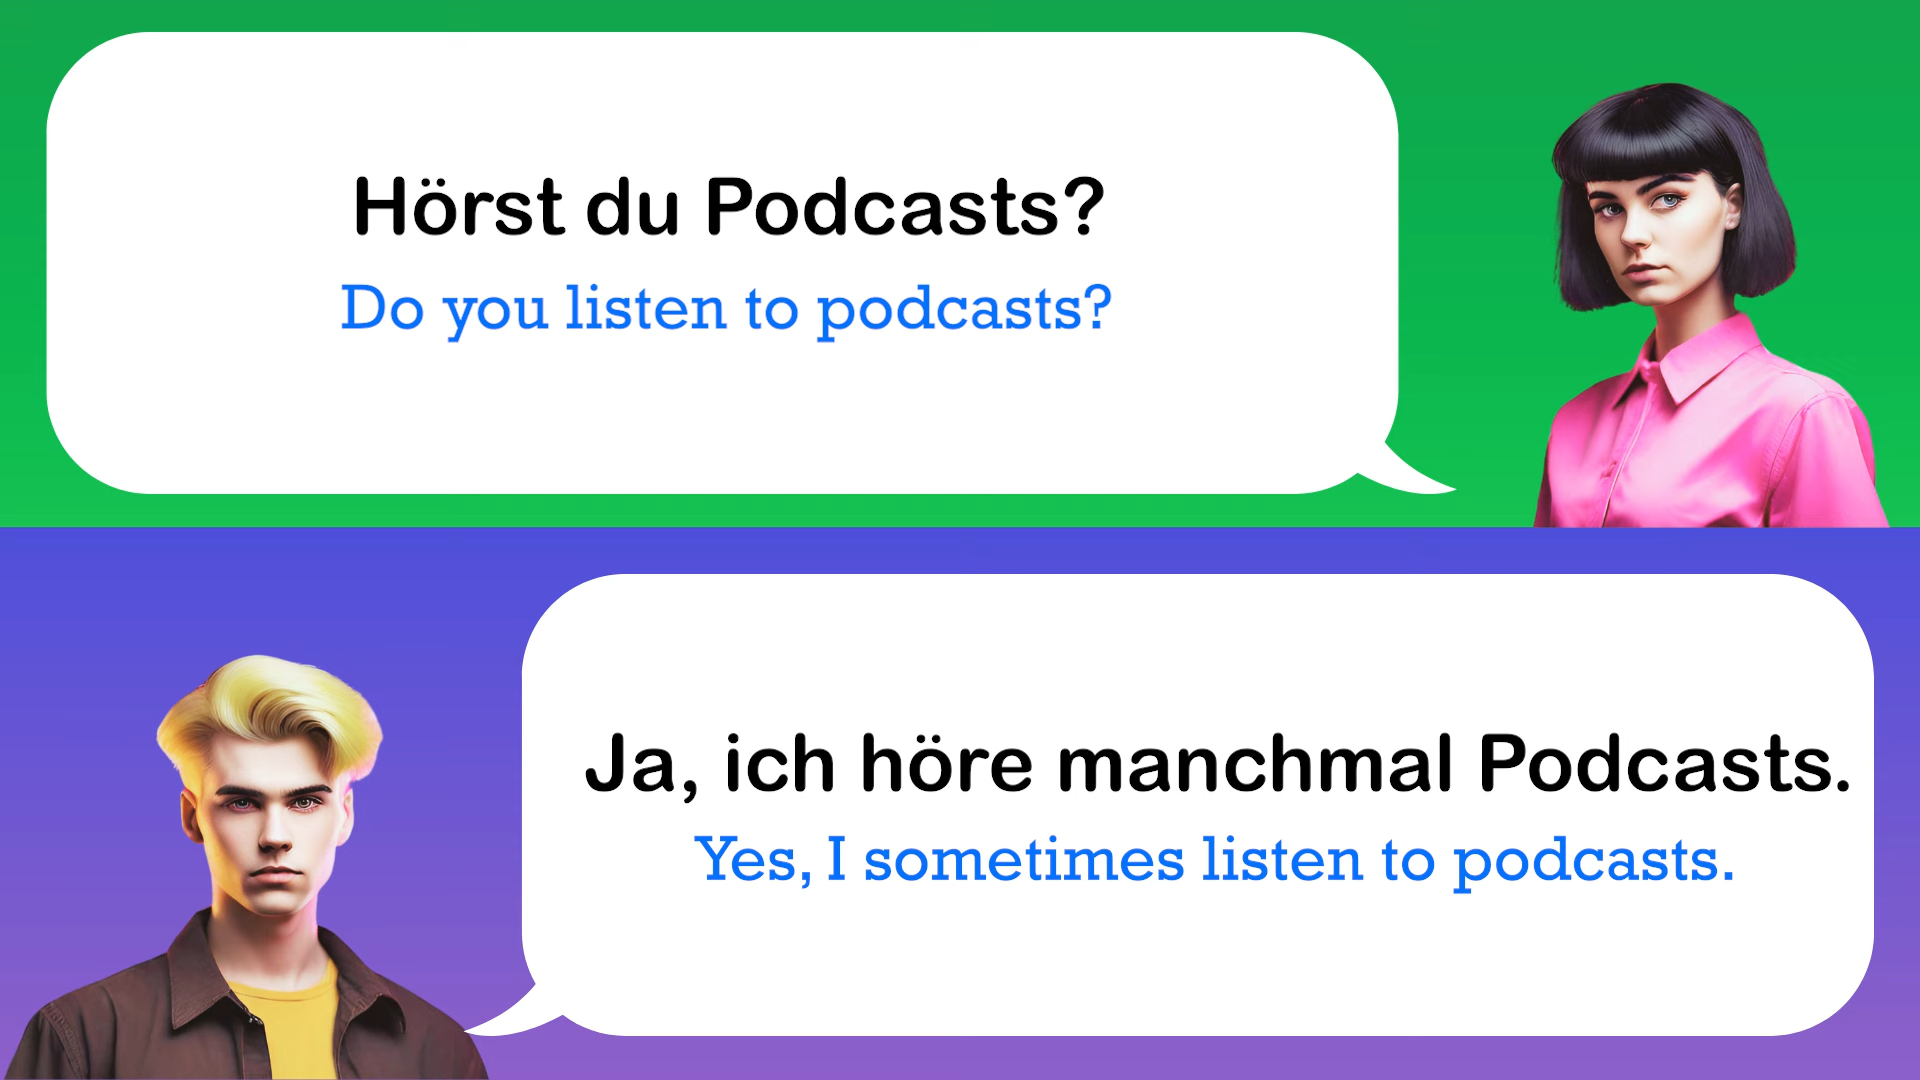 Hörst du Podcasts?
Do you listen to podcasts?
Ja, ich höre manchmal Podcasts.
Yes, I sometimes listen to podcasts.